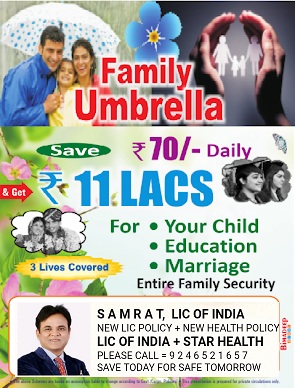 Family
Umbrella
Save ₹ 70/- Daily
& Get ₹ 11 LACS
For • Your Child
• Education
• Marriage
3 Lives Covered
Entire Family Security
S A M R A T, LIC OF INDIA
NEW LIC POLICY + NEW HEALTH POLICY
LIC OF INDIA + STAR HEALTH
PLEASE CALL = 9 2 4 6 5 2 1 6 5 7
SAVE TODAY FOR SAFE TOMORROW